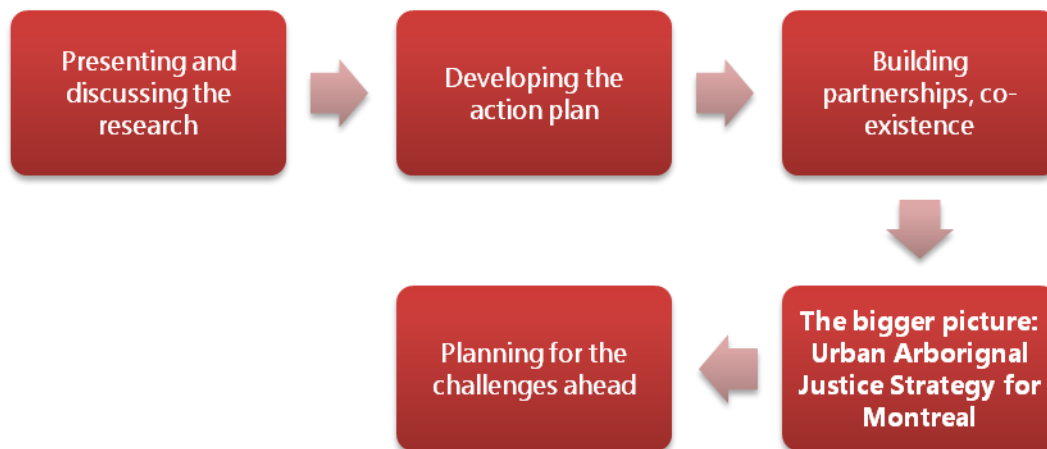 Presenting and
discussing the
research
Developing the
action plan
Building
partnerships, co-
existence
The bigger picture:
Urban Arborignal
Justice Strategy for
Montreal
Planning for the
challenges ahead